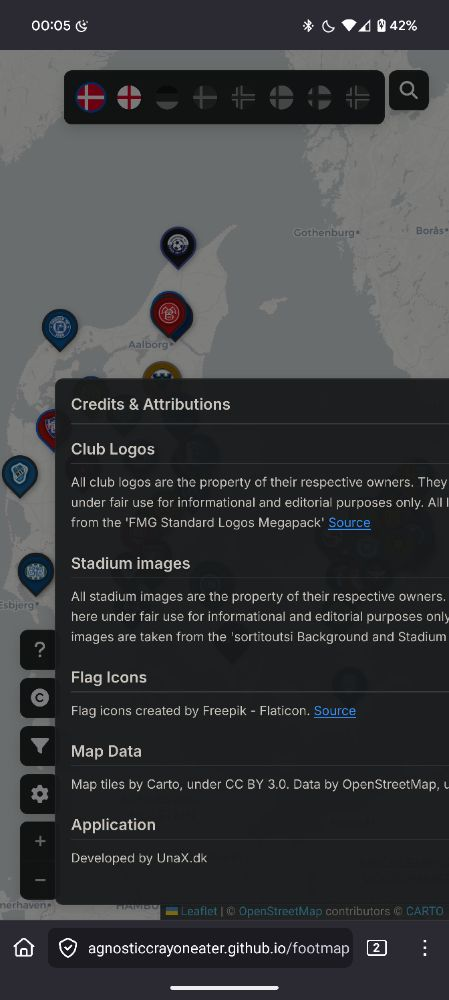 00:05
42%
Gothenburg
Borås
Aalborg
Credits & Attributions
Club Logos
All club logos are the property of their respective owners. They
under fair use for informational and editorial purposes only. All
from the 'FMG Standard Logos Megapack' Source
Stadium images
All stadium images are the property of their respective owners.
here under fair use for informational and editorial purposes only
images are taken from the 'sortitoutsi Background and Stadium
Esbjerg
?
Flag Icons
Flag icons created by Freepik - Flaticon. Source
Map Data
Map tiles by Carto, under CC BY 3.0. Data by OpenStreetMap, u
Application
Developed by UnaX.dk
+
−
merhaven
HAMBU
Leaflet | © OpenStreetMap contributors © CARTO
agnosticcrayoneater.github.io/footmap
2